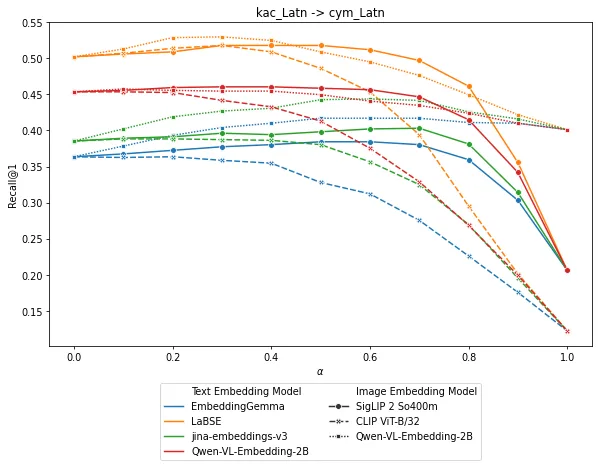 kac_Latn -> cym_Latn
0.55
0.50
0.45
0.40
0.35
0.30
0.25
0.20
0.15
Recall@1
0.0 0.2 0.4 0.6 0.8 1.0
α
Text Embedding Model
EmbeddingGemma
LaBSE
jina-embeddings-v3
Qwen-VL-Embedding-2B
Image Embedding Model
SigLIP 2 So400m
CLIP ViT-B/32
Qwen-VL-Embedding-2B